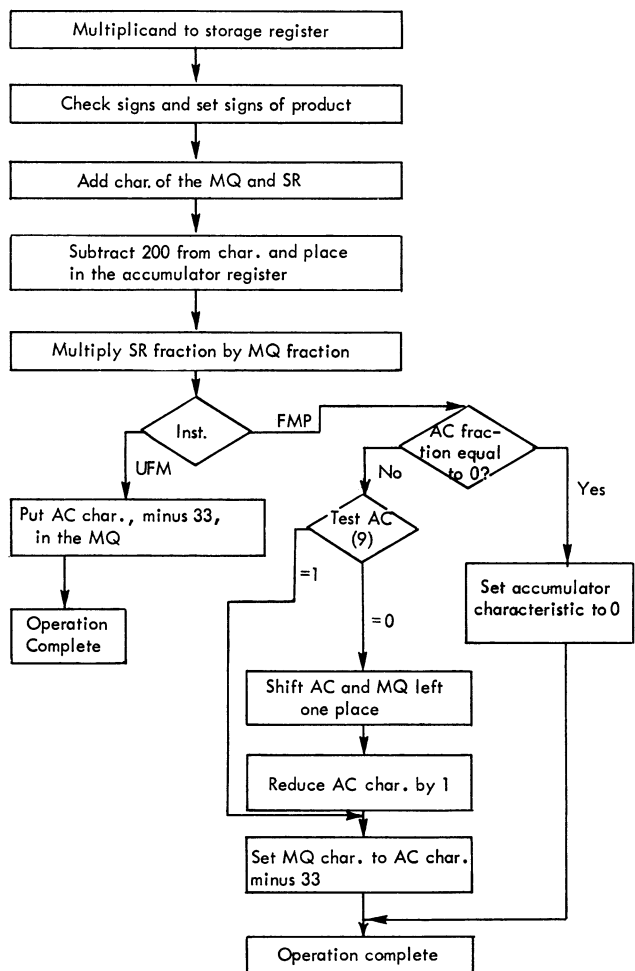 Multiplicand to storage register
Check signs and set signs of product
Add char. of the MQ and SR
Subtract 200 from char. and place
in the accumulator register
Multiply SR fraction by MQ fraction
Inst.
FMP
UFM
AC frac-
tion equal
to 0?
No
Yes
Put AC char., minus 33,
in the MQ
Test AC
(9)
=1
=0
Operation
Complete
Set accumulator
characteristic to 0
Shift AC and MQ left
one place
Reduce AC char. by 1
Set MQ char. to AC char.
minus 33
Operation complete